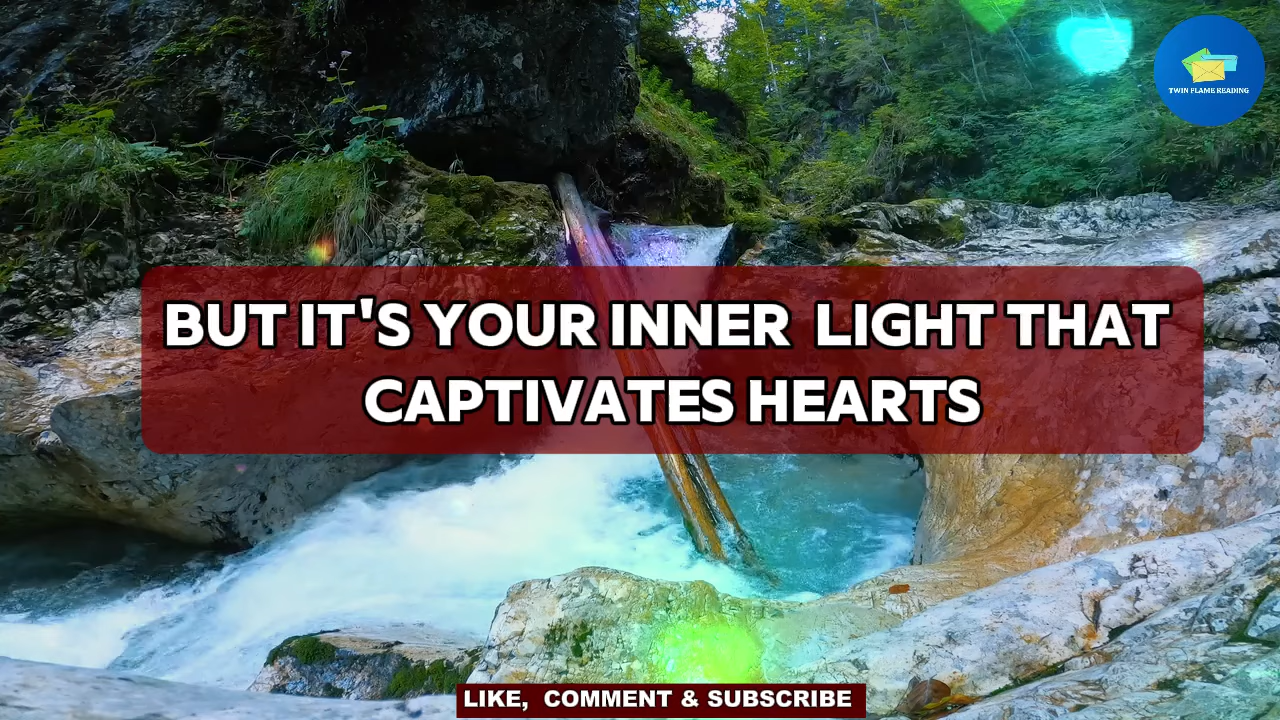 TWIN FLAME READING
BUT IT'S YOUR INNER LIGHT THAT
CAPTIVATES HEARTS
LIKE, COMMENT & SUBSCRIBE